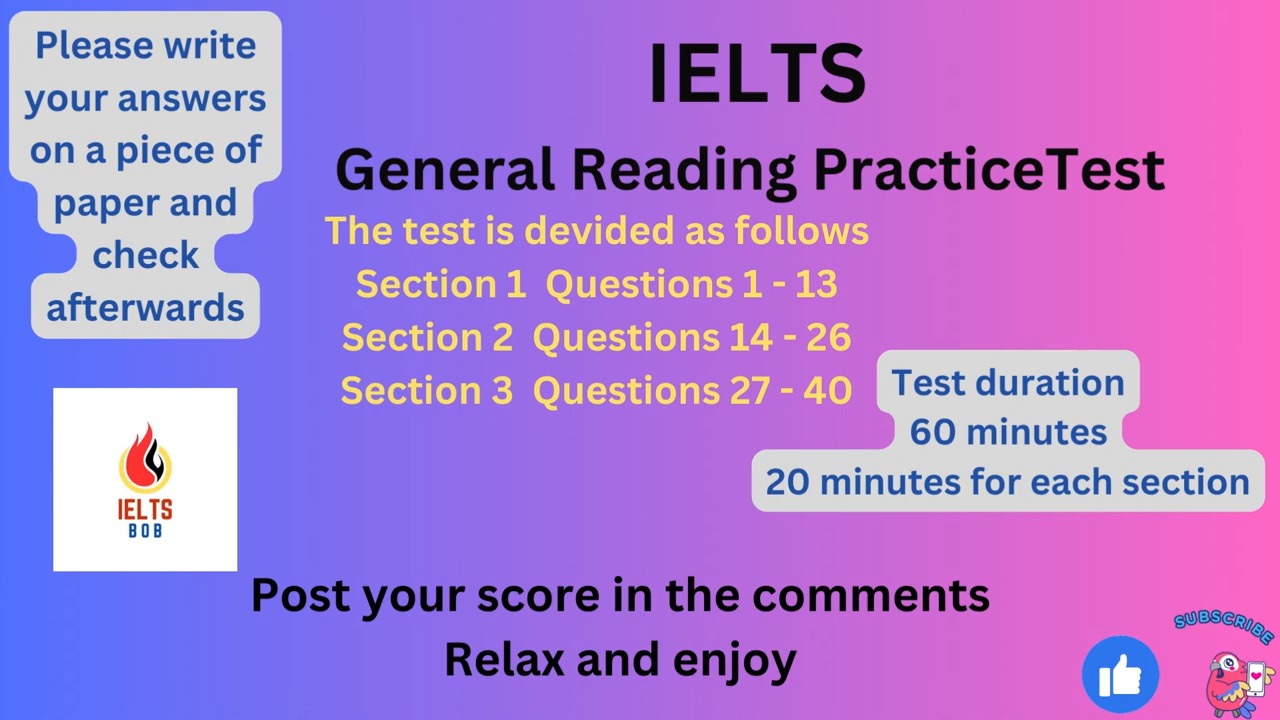 Please write
your answers
on a piece of
paper and
check
afterwards
IELTS
General Reading PracticeTest
The test is devided as follows
Section 1 Questions 1 - 13
Section 2 Questions 14 - 26
Section 3 Questions 27 - 40
Test duration
60 minutes
20 minutes for each section
IELTS
BOB
Post your score in the comments
Relax and enjoy
SUBSCRIBE